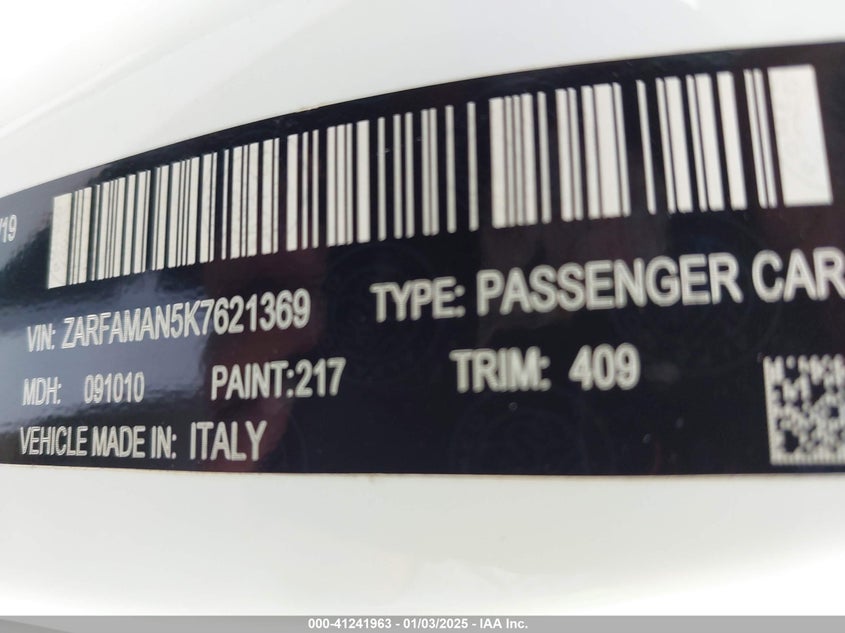 /19
VIN: ZARFAMAN5K7621369 TYPE: PASSENGER CAR
MDH: 091010 PAINT:217 TRIM: 409
VEHICLE MADE IN: ITALY
000-41241963 - 01/03/2025 - IAA Inc.